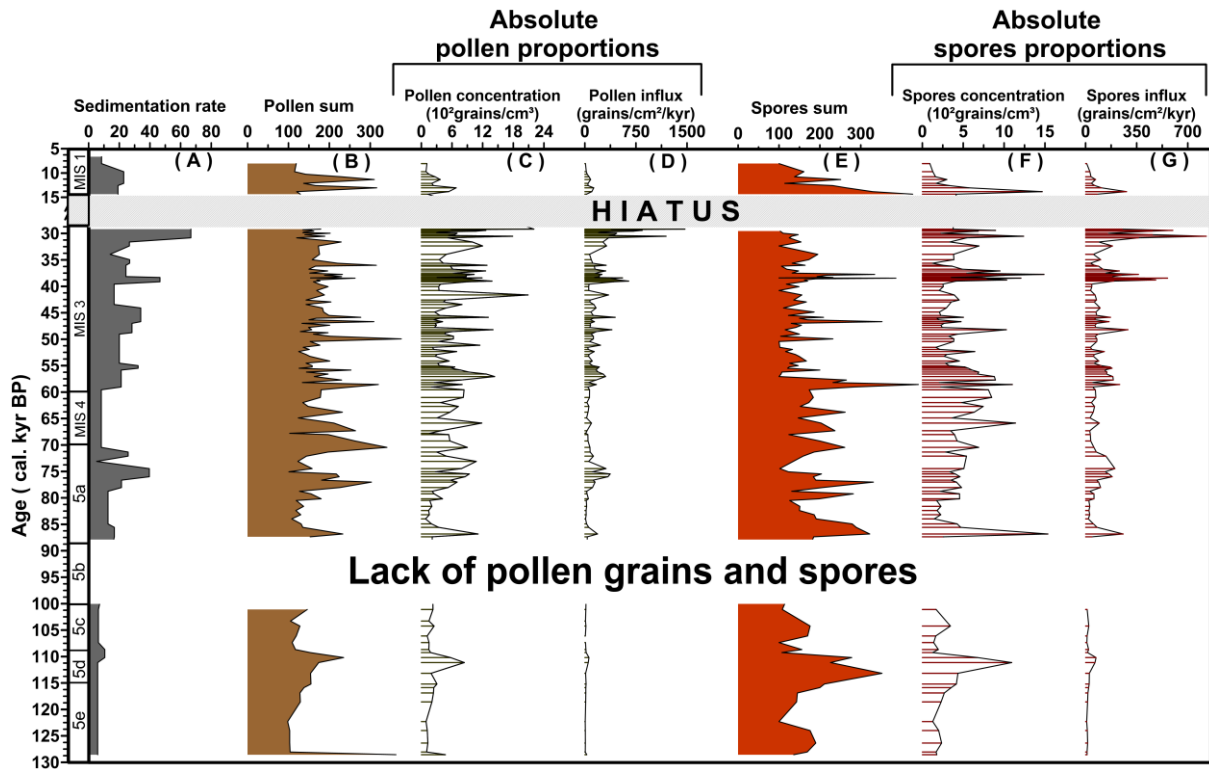 Absolute
pollen proportions
Absolute
spores proportions
Sedimentation rate
Pollen sum
Pollen concentration
(10²grains/cm³)
Pollen influx
(grains/cm²/kyr)
Spores sum
Spores concentration
(10²grains/cm³)
Spores influx
(grains/cm²/kyr)
0 20 40 60 80
0 100 200 300
0 6 12 18 24
0 750 1500
0 100 200 300
0 5 10 15
0 350 700
( A )
( B )
( C )
( D )
( E )
( F )
( G )
Age ( cal. kyr BP)
5
10
15
30
35
40
45
50
55
60
65
70
75
80
85
90
95
100
105
110
115
120
125
130
MIS 1
MIS 3
MIS 4
5a
5b
5c
5d
5e
HIATUS
Lack of pollen grains and spores